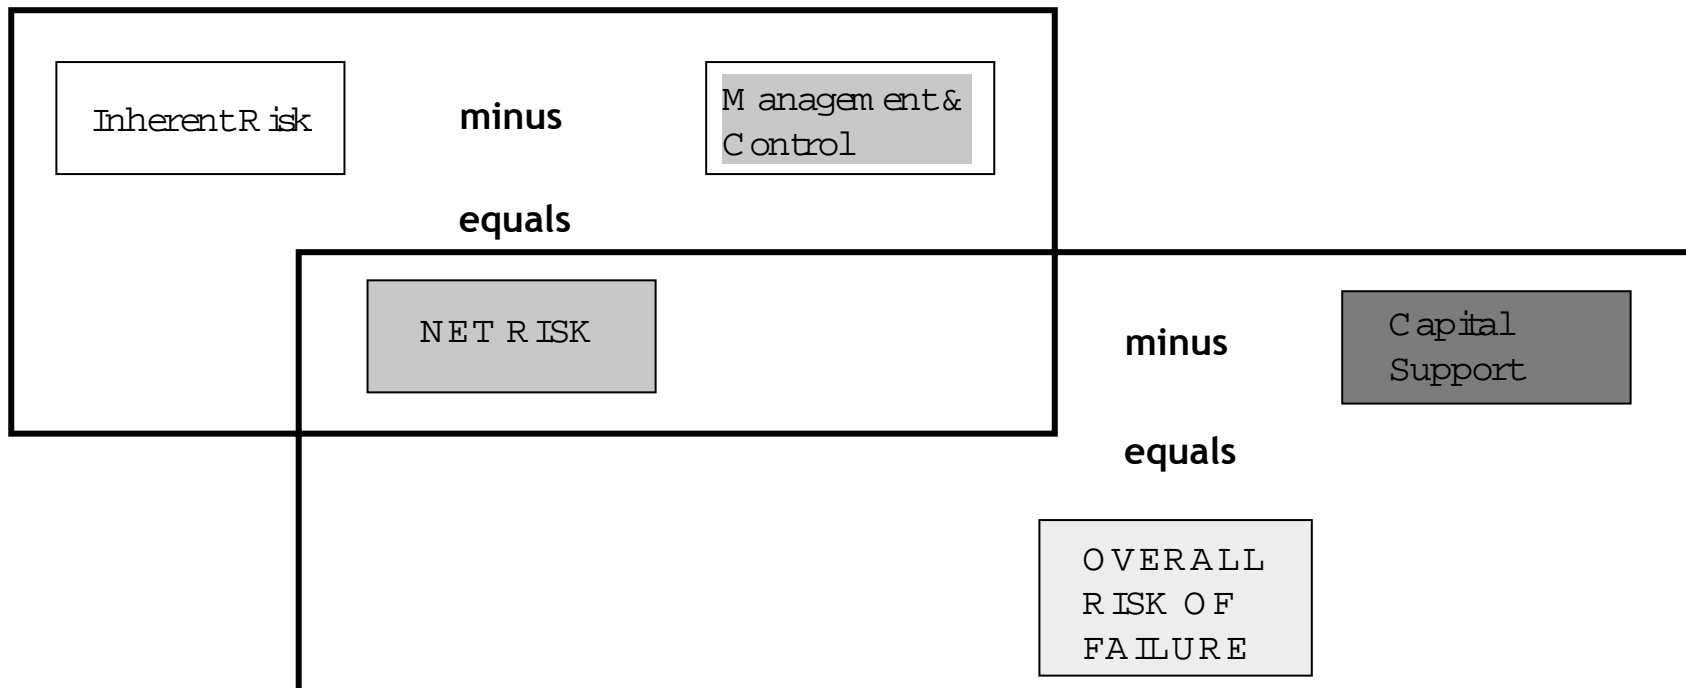 Inherent Risk
minus
Management &
Control
equals
NET RISK
minus
Capital
Support
equals
OVERALL
RISK OF
FAILURE